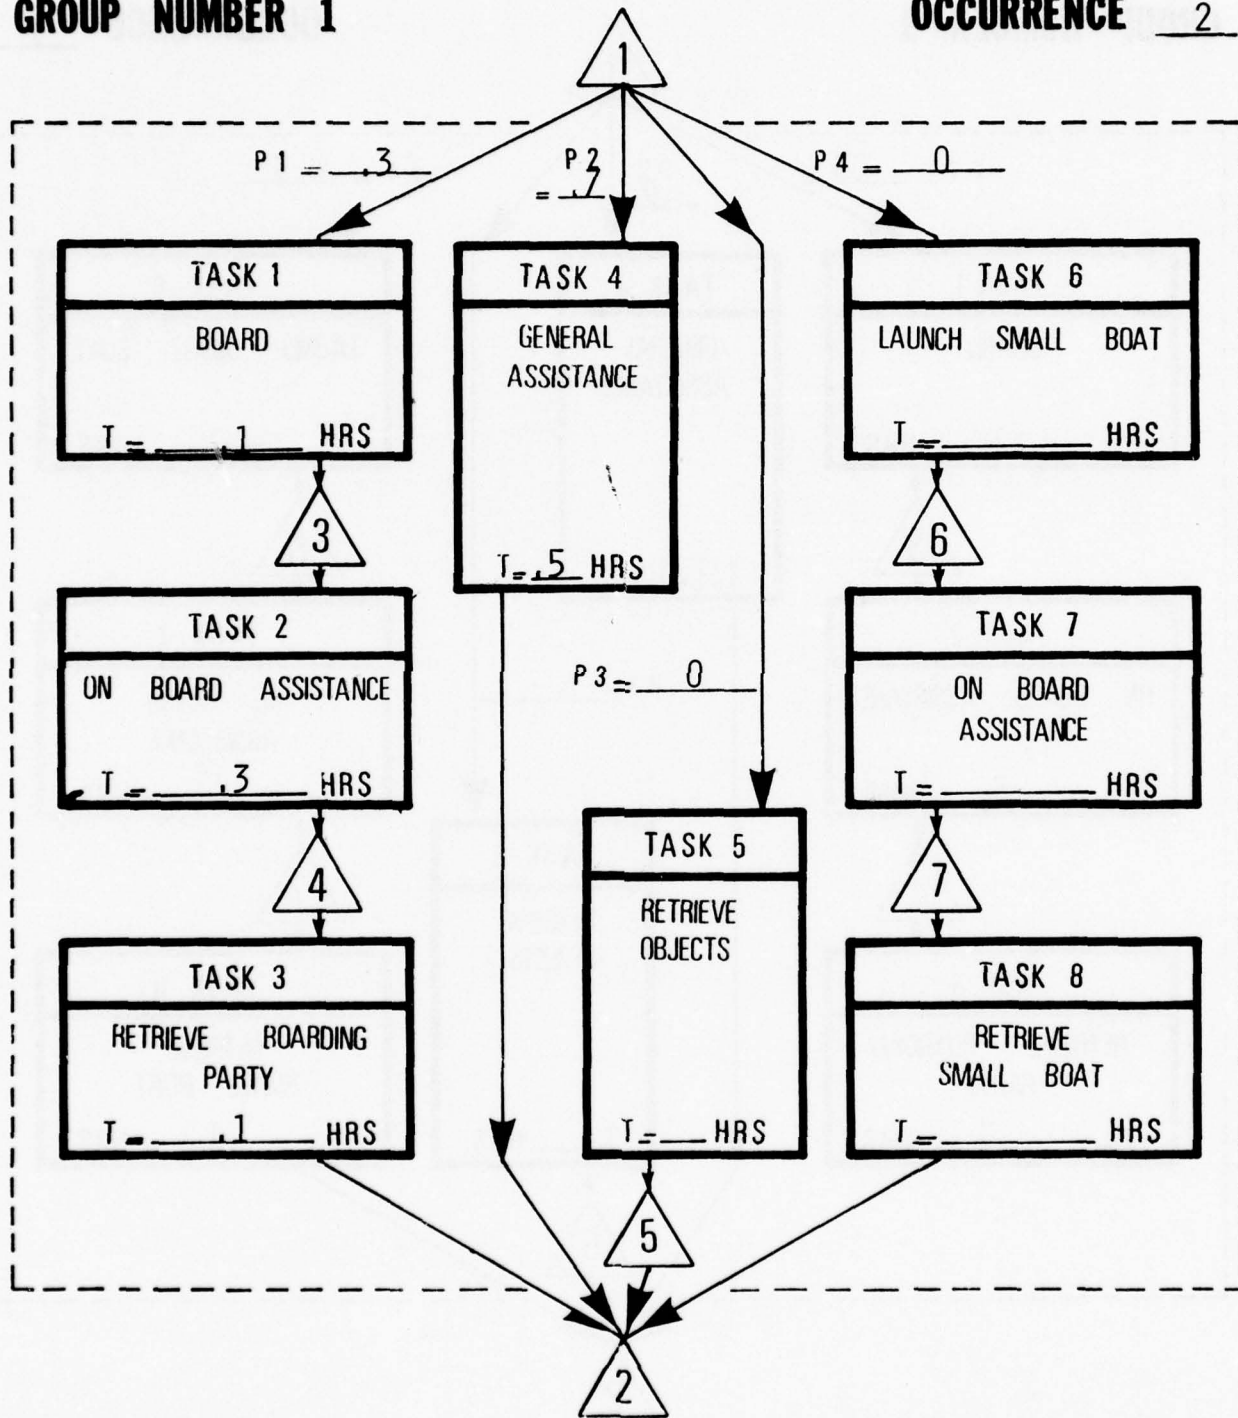 GROUP NUMBER 1
OCCURRENCE 2
1
P1 = .3
P2 = .7
P4 = 0
TASK 1
BOARD
T = .1 HRS
TASK 4
GENERAL
ASSISTANCE
T = .5 HRS
TASK 6
LAUNCH SMALL BOAT
T = HRS
3
6
TASK 2
ON BOARD ASSISTANCE
T = .3 HRS
P3 = 0
TASK 7
ON BOARD
ASSISTANCE
T = HRS
4
7
TASK 5
RETRIEVE
OBJECTS
T = HRS
TASK 3
RETRIEVE BOARDING
PARTY
T = .1 HRS
TASK 8
RETRIEVE
SMALL BOAT
T = HRS
5
2